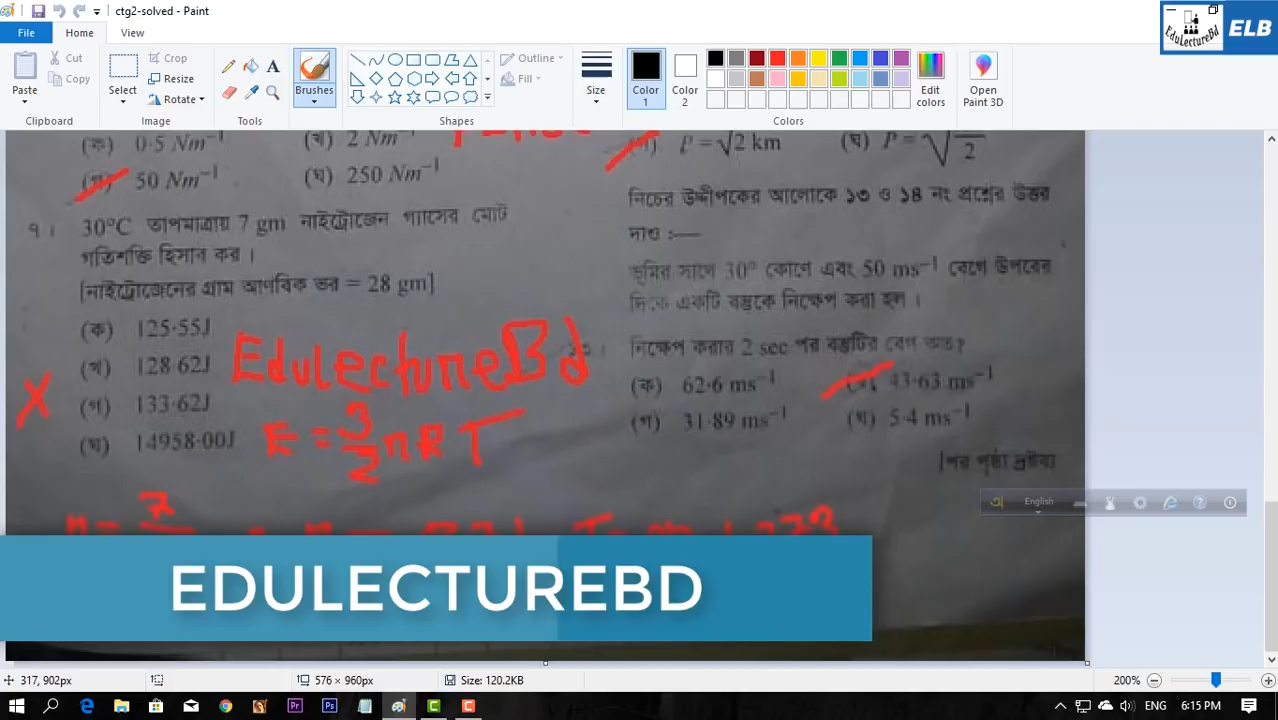 ctg2-solved - Paint
EduLectureBd
ELB
File
Home
View
Cut
Copy
Paste
Crop
Resize
Rotate
Select
A
Brushes
Outline
Fill
Size
Color
1
Color
2
Edit
colors
Open
Paint 3D
Clipboard
Image
Tools
Shapes
Colors
(ক) 0·5 Nm⁻¹ (খ) 2 Nm⁻¹
50 Nm⁻¹ (ঘ) 250 Nm⁻¹
৭। 30°C তাপমাত্রায় 7 gm নাইট্রোজেন গ্যাসের মোট
গতিশক্তি হিসাব কর।
[নাইট্রোজেনের গ্রাম আণবিক ভর = 28 gm]
(ক) 125·55J
(খ) 128·62J
(গ) 133·62J
(ঘ) 14958·00J
X
EdulectureBd
E = 3/2 nRT
n = 7
T = 30 + 273
P = √2 km (ঘ) P =
নিচের উদ্দীপকের আলোকে ১৩ ও ১৪ নং প্রশ্নের উত্তর
দাও :—
ভূমির সাথে 30° কোণে এবং 50 ms⁻¹ বেগে উপরের
দিকে একটি বস্তুকে নিক্ষেপ করা হল।
নিক্ষেপ করার 2 sec পর বস্তুটির বেগ কত?
(ক) 62·6 ms⁻¹ 43·63 ms⁻¹
(গ) 31·89 ms⁻¹ (ঘ) 5·4 ms⁻¹
[পর পৃষ্ঠা দ্রষ্টব্য
অ English
EDULECTUREBD
317, 902px
576 × 960px
Size: 120.2KB
200%
ENG
6:15 PM